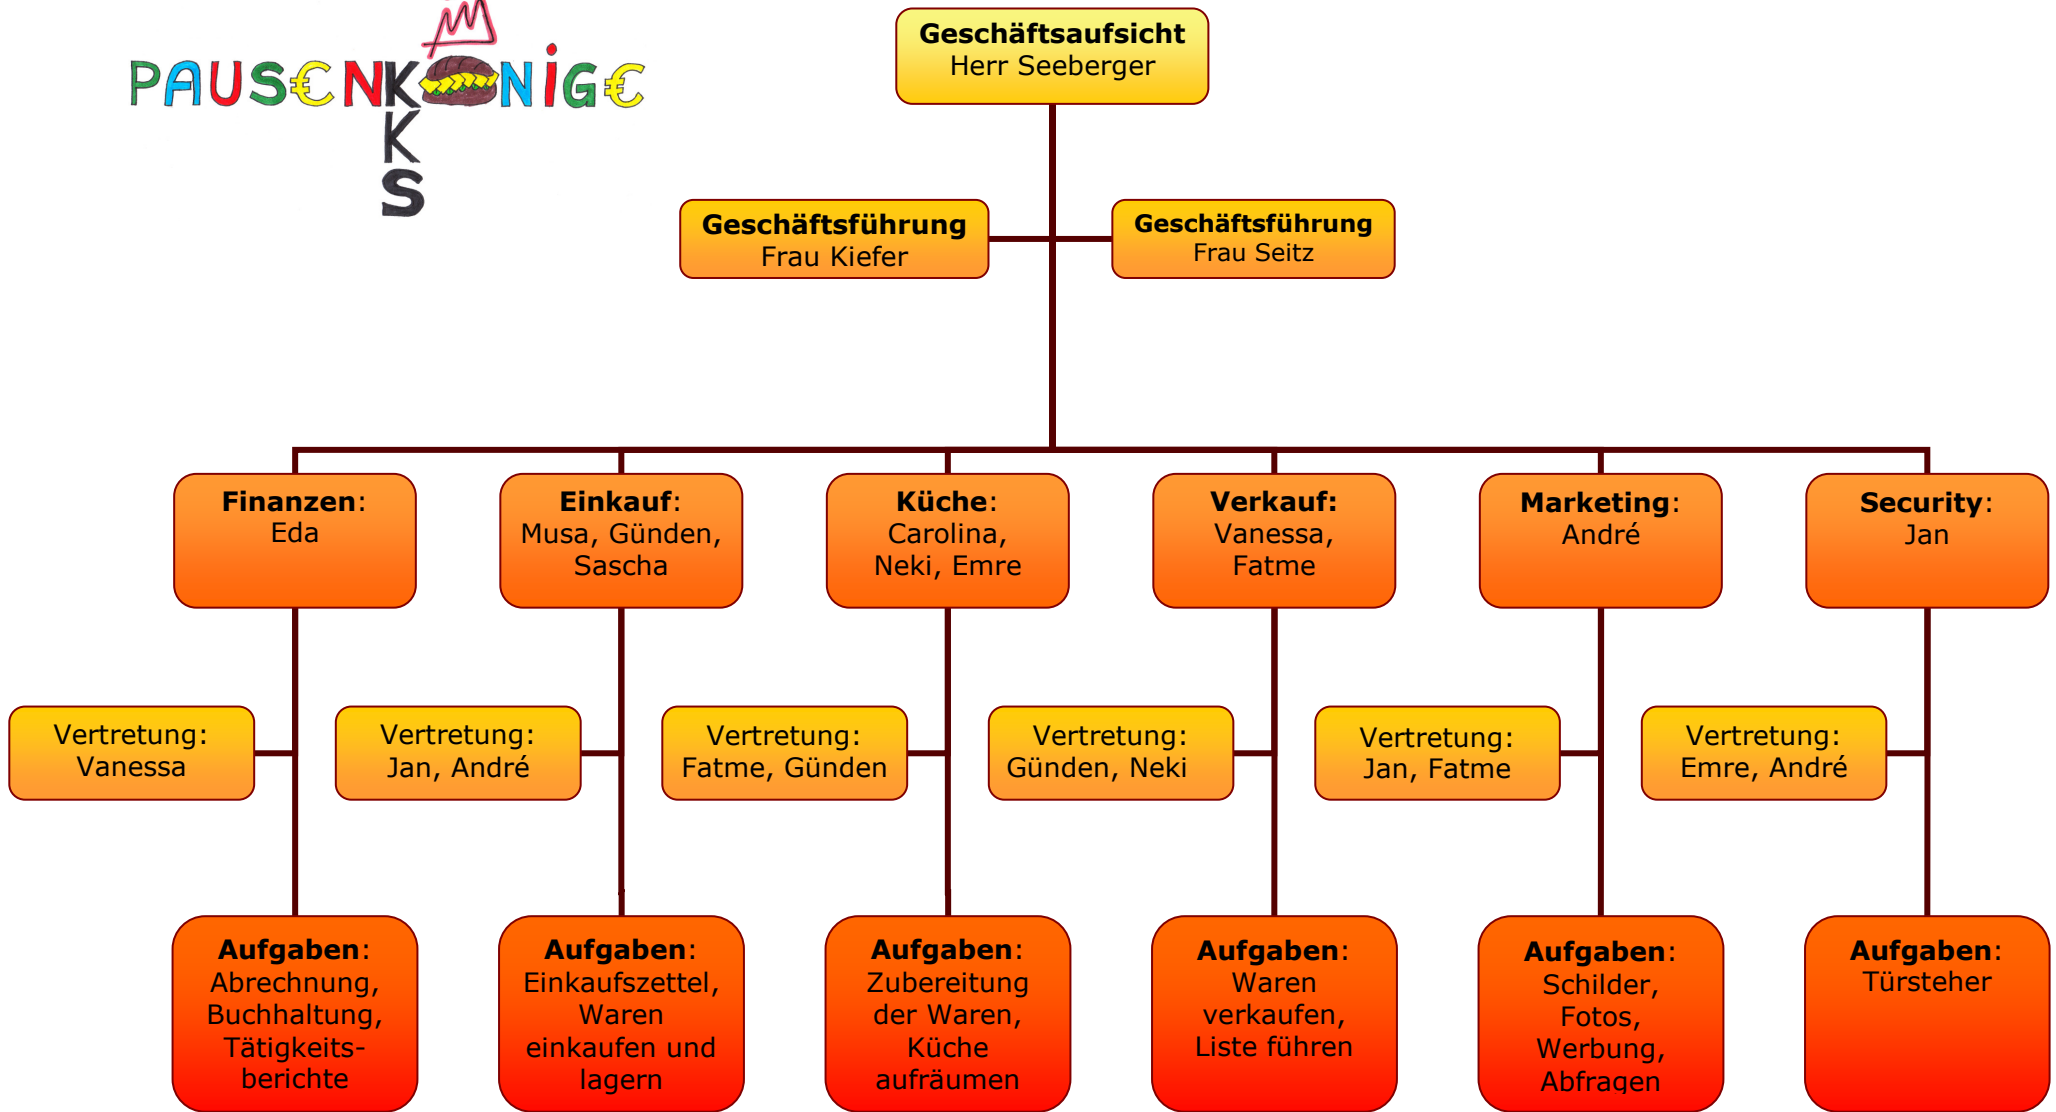 PAUS€NKÖNIG€
K
S
Geschäftsaufsicht
Herr Seeberger
Geschäftsführung
Frau Kiefer
Geschäftsführung
Frau Seitz
Finanzen:
Eda
Einkauf:
Musa, Günden,
Sascha
Küche:
Carolina,
Neki, Emre
Verkauf:
Vanessa,
Fatme
Marketing:
André
Security:
Jan
Vertretung:
Vanessa
Vertretung:
Jan, André
Vertretung:
Fatme, Günden
Vertretung:
Günden, Neki
Vertretung:
Jan, Fatme
Vertretung:
Emre, André
Aufgaben:
Abrechnung,
Buchhaltung,
Tätigkeits-
berichte
Aufgaben:
Einkaufszettel,
Waren
einkaufen und
lagern
Aufgaben:
Zubereitung
der Waren,
Küche
aufräumen
Aufgaben:
Waren
verkaufen,
Liste führen
Aufgaben:
Schilder,
Fotos,
Werbung,
Abfragen
Aufgaben:
Türsteher